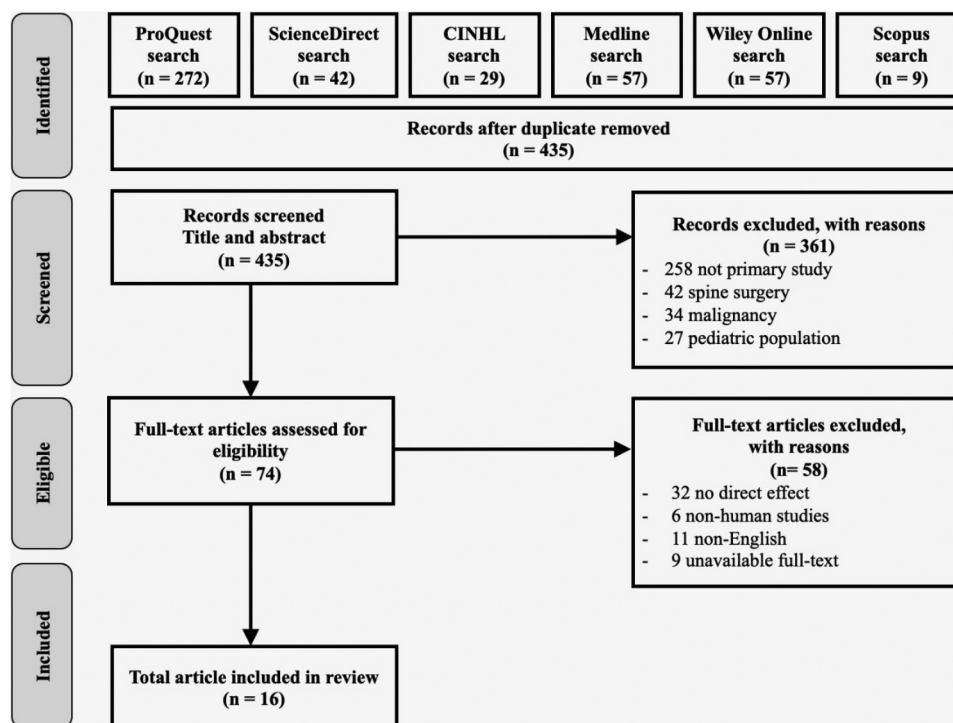 Identified
ProQuest
search
(n = 272)
ScienceDirect
search
(n = 42)
CINHL
search
(n = 29)
Medline
search
(n = 57)
Wiley Online
search
(n = 57)
Scopus
search
(n = 9)
Records after duplicate removed
(n = 435)
Screened
Records screened
Title and abstract
(n = 435)
Records excluded, with reasons
(n = 361)
- 258 not primary study
- 42 spine surgery
- 34 malignancy
- 27 pediatric population
Eligible
Full-text articles assessed for
eligibility
(n = 74)
Full-text articles excluded,
with reasons
(n= 58)
- 32 no direct effect
- 6 non-human studies
- 11 non-English
- 9 unavailable full-text
Included
Total article included in review
(n = 16)